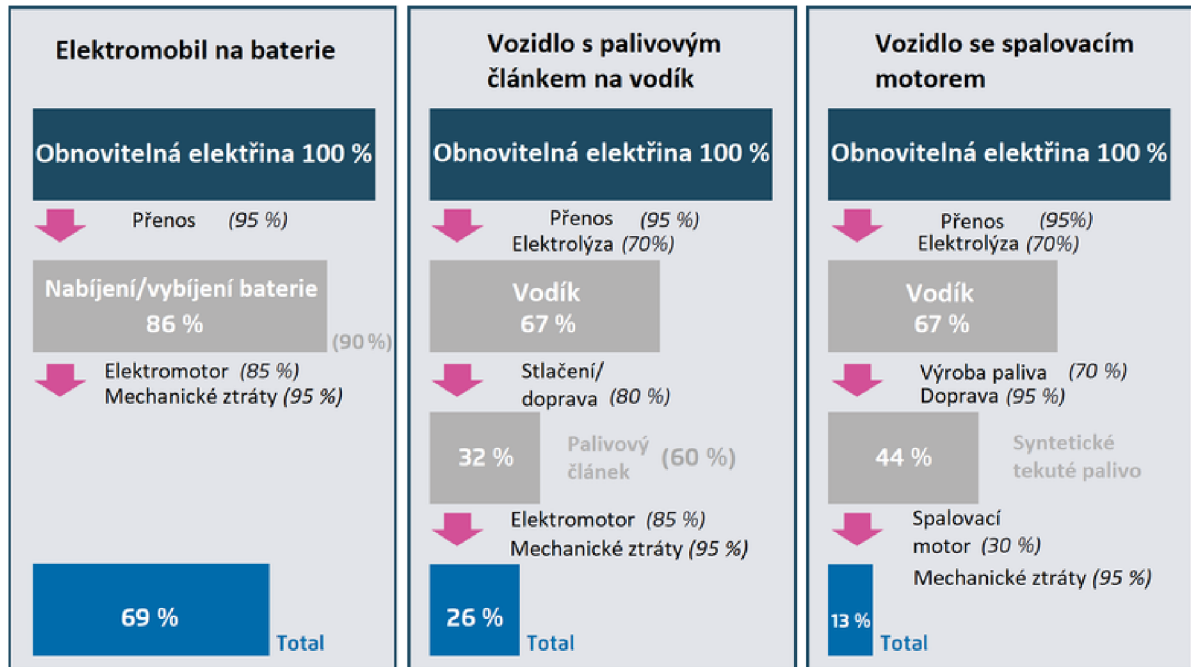 Elektromobil na baterie
Obnovitelná elektřina 100 %
Přenos (95 %)
Nabíjení/vybíjení baterie
86 %
(90 %)
Elektromotor (85 %)
Mechanické ztráty (95 %)
69 %
Total
Vozidlo s palivovým
článkem na vodík
Obnovitelná elektřina 100 %
Přenos (95 %)
Elektrolýza (70%)
Vodík
67 %
Stlačení/
doprava (80 %)
32 %
Palivový
článek (60 %)
Elektromotor (85 %)
Mechanické ztráty (95 %)
26 %
Total
Vozidlo se spalovacím
motorem
Obnovitelná elektřina 100 %
Přenos (95%)
Elektrolýza (70%)
Vodík
67 %
Výroba paliva (70 %)
Doprava (95 %)
44 %
Syntetické
tekuté palivo
Spalovací
motor (30 %)
Mechanické ztráty (95 %)
13 %
Total